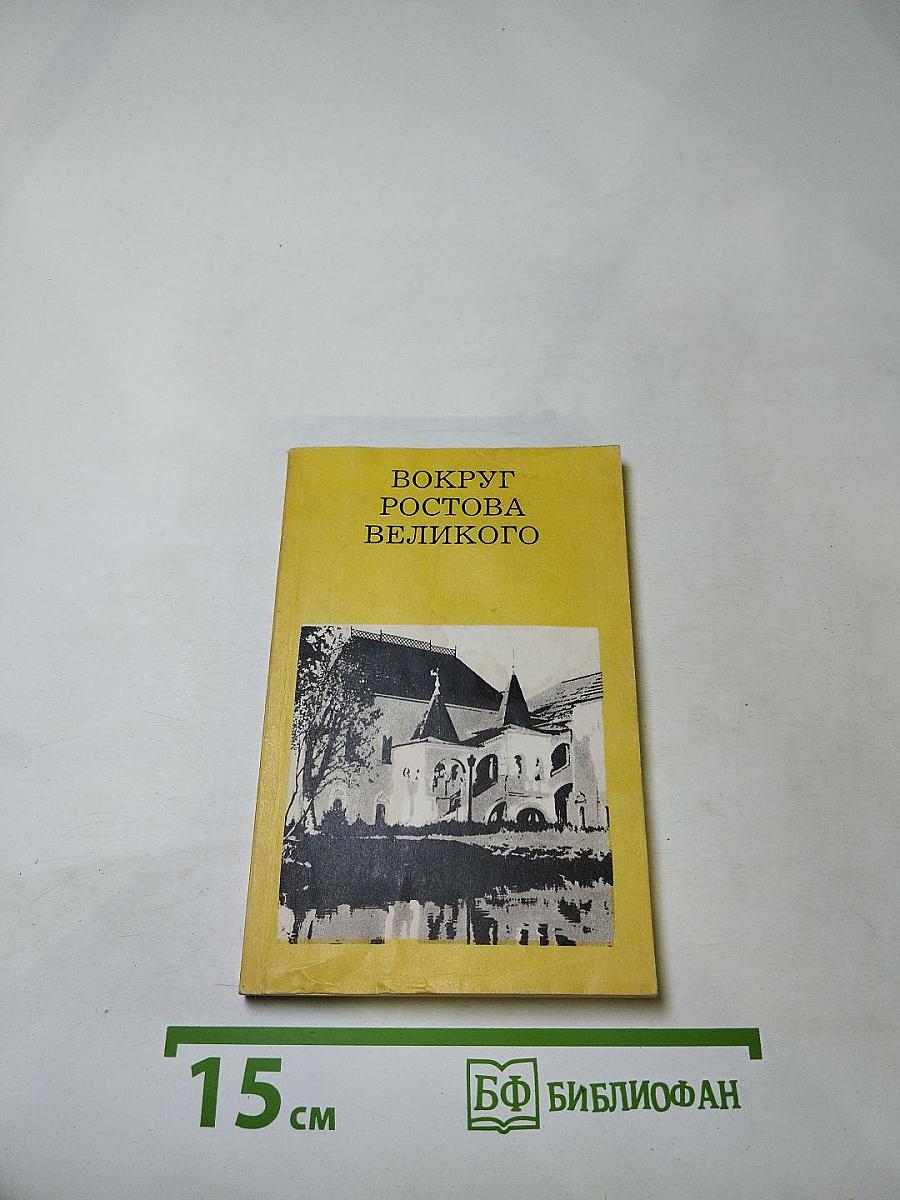 ВОКРУГ
РОСТОВА
ВЕЛИКОГО
15 см
БФ БИБЛИОФАН